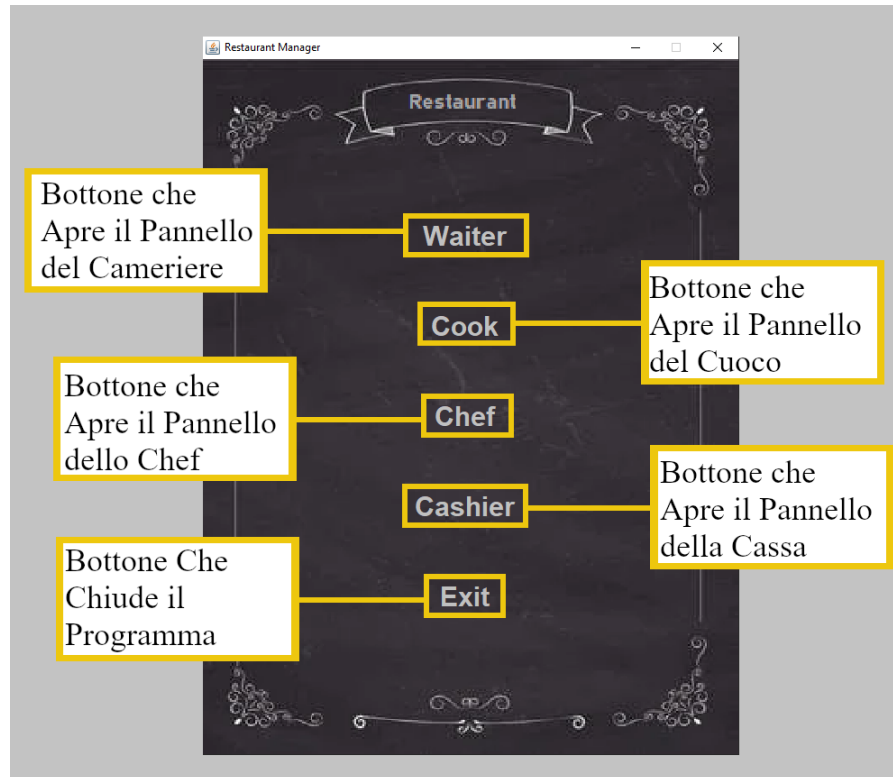 Restaurant Manager
Restaurant
Bottone che
Apre il Pannello
del Cameriere
Waiter
Bottone che
Apre il Pannello
del Cuoco
Cook
Bottone che
Apre il Pannello
dello Chef
Chef
Bottone che
Apre il Pannello
della Cassa
Cashier
Bottone Che
Chiude il
Programma
Exit